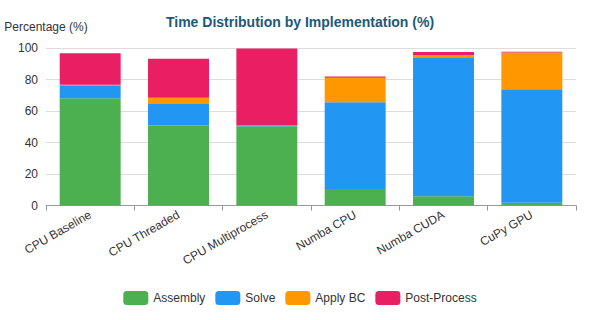 Time Distribution by Implementation (%)
Percentage (%)
100
80
60
40
20
0
CPU Baseline
CPU Threaded
CPU Multiprocess
Numba CPU
Numba CUDA
CuPy GPU
Assembly
Solve
Apply BC
Post-Process